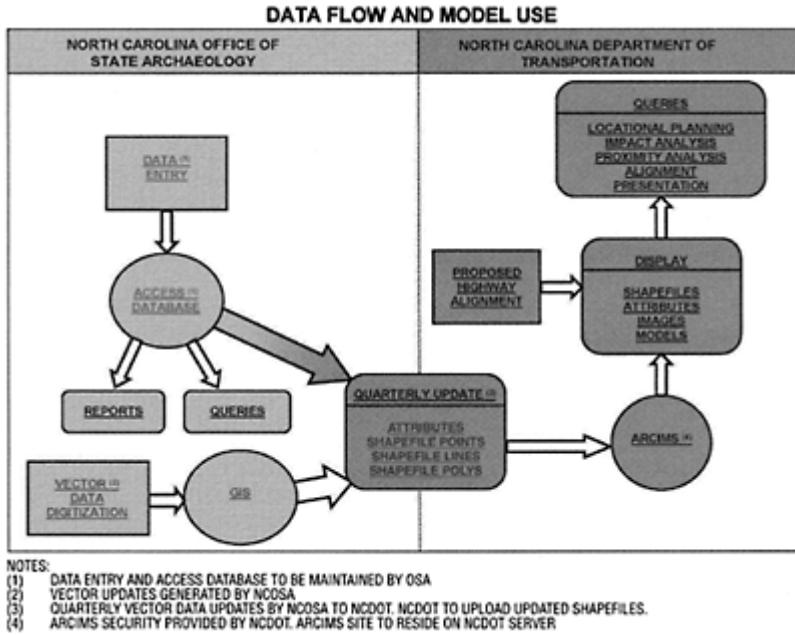 DATA FLOW AND MODEL USE
NORTH CAROLINA OFFICE OF
STATE ARCHAEOLOGY
NORTH CAROLINA DEPARTMENT OF
TRANSPORTATION
QUERIES
LOCATIONAL PLANNING
IMPACT ANALYSIS
PROXIMITY ANALYSIS
ALIGNMENT
PRESENTATION
DATA
ENTRY
ACCESS
DATABASE
REPORTS
QUERIES
VECTOR
DATA
DIGITIZATION
GIS
QUARTERLY UPDATE (3)
ATTRIBUTES
SHAPEFILE POINTS
SHAPEFILE LINES
SHAPEFILE POLYS
PROPOSED
HIGHWAY
ALIGNMENT
DISPLAY
SHAPEFILES
ATTRIBUTES
IMAGES
MODELS
ARCIMS (4)
NOTES:
(1) DATA ENTRY AND ACCESS DATABASE TO BE MAINTAINED BY OSA
(2) VECTOR UPDATES GENERATED BY NCOSA
(3) QUARTERLY VECTOR DATA UPDATES BY NCOSA TO NCDOT. NCDOT TO UPLOAD UPDATED SHAPEFILES.
(4) ARCIMS SECURITY PROVIDED BY NCDOT. ARCIMS SITE TO RESIDE ON NCDOT SERVER